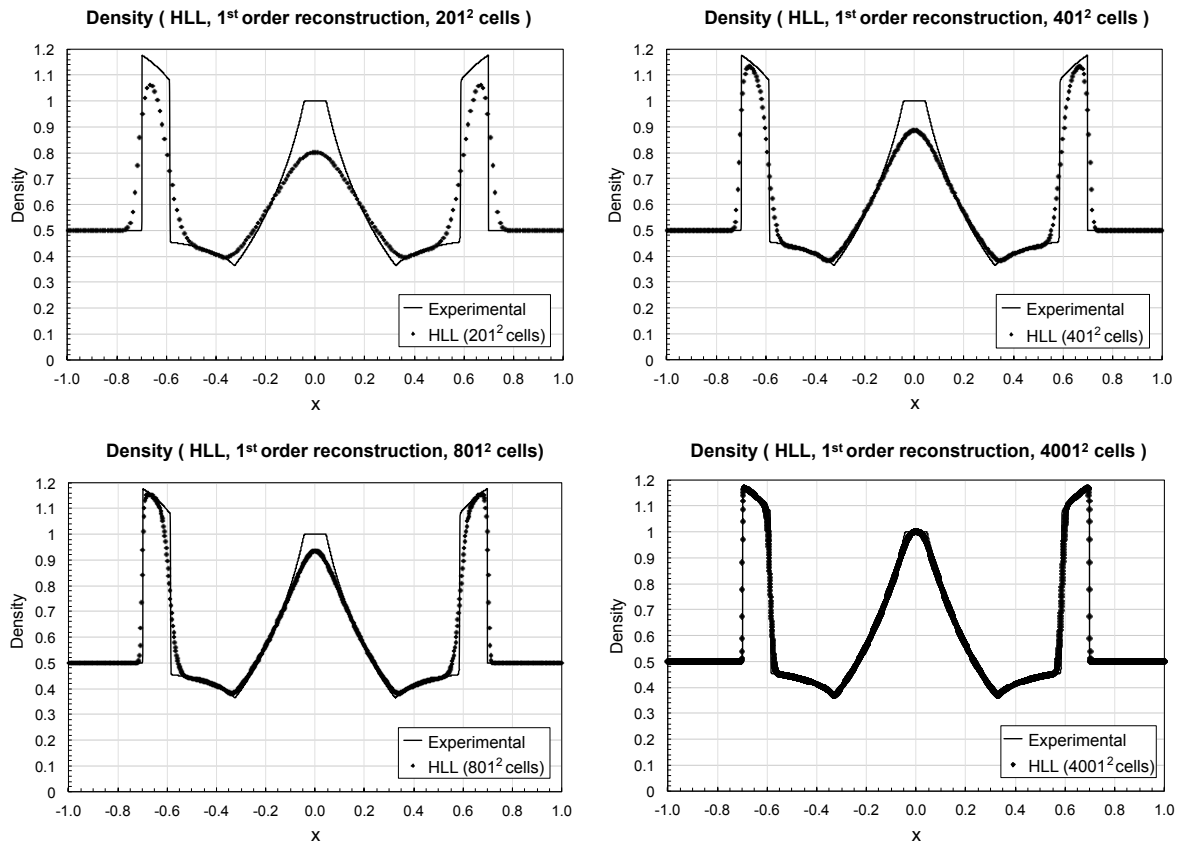 Density ( HLL, 1st order reconstruction, 201² cells )
1.2
1.1
1
0.9
0.8
0.7
0.6
0.5
0.4
0.3
0.2
0.1
0
Density
Experimental
HLL (201² cells)
-1.0 -0.8 -0.6 -0.4 -0.2 0.0 0.2 0.4 0.6 0.8 1.0
x
Density ( HLL, 1st order reconstruction, 401² cells )
1.2
1.1
1
0.9
0.8
0.7
0.6
0.5
0.4
0.3
0.2
0.1
0
Density
Experimental
HLL (401² cells)
-1.0 -0.8 -0.6 -0.4 -0.2 0.0 0.2 0.4 0.6 0.8 1.0
x
Density ( HLL, 1st order reconstruction, 801² cells)
1.2
1.1
1
0.9
0.8
0.7
0.6
0.5
0.4
0.3
0.2
0.1
0
Density
Experimental
HLL (801² cells)
-1.0 -0.8 -0.6 -0.4 -0.2 0.0 0.2 0.4 0.6 0.8 1.0
x
Density ( HLL, 1st order reconstruction, 4001² cells )
1.2
1.1
1
0.9
0.8
0.7
0.6
0.5
0.4
0.3
0.2
0.1
0
Density
Experimental
HLL (4001² cells)
-1.0 -0.8 -0.6 -0.4 -0.2 0.0 0.2 0.4 0.6 0.8 1.0
x